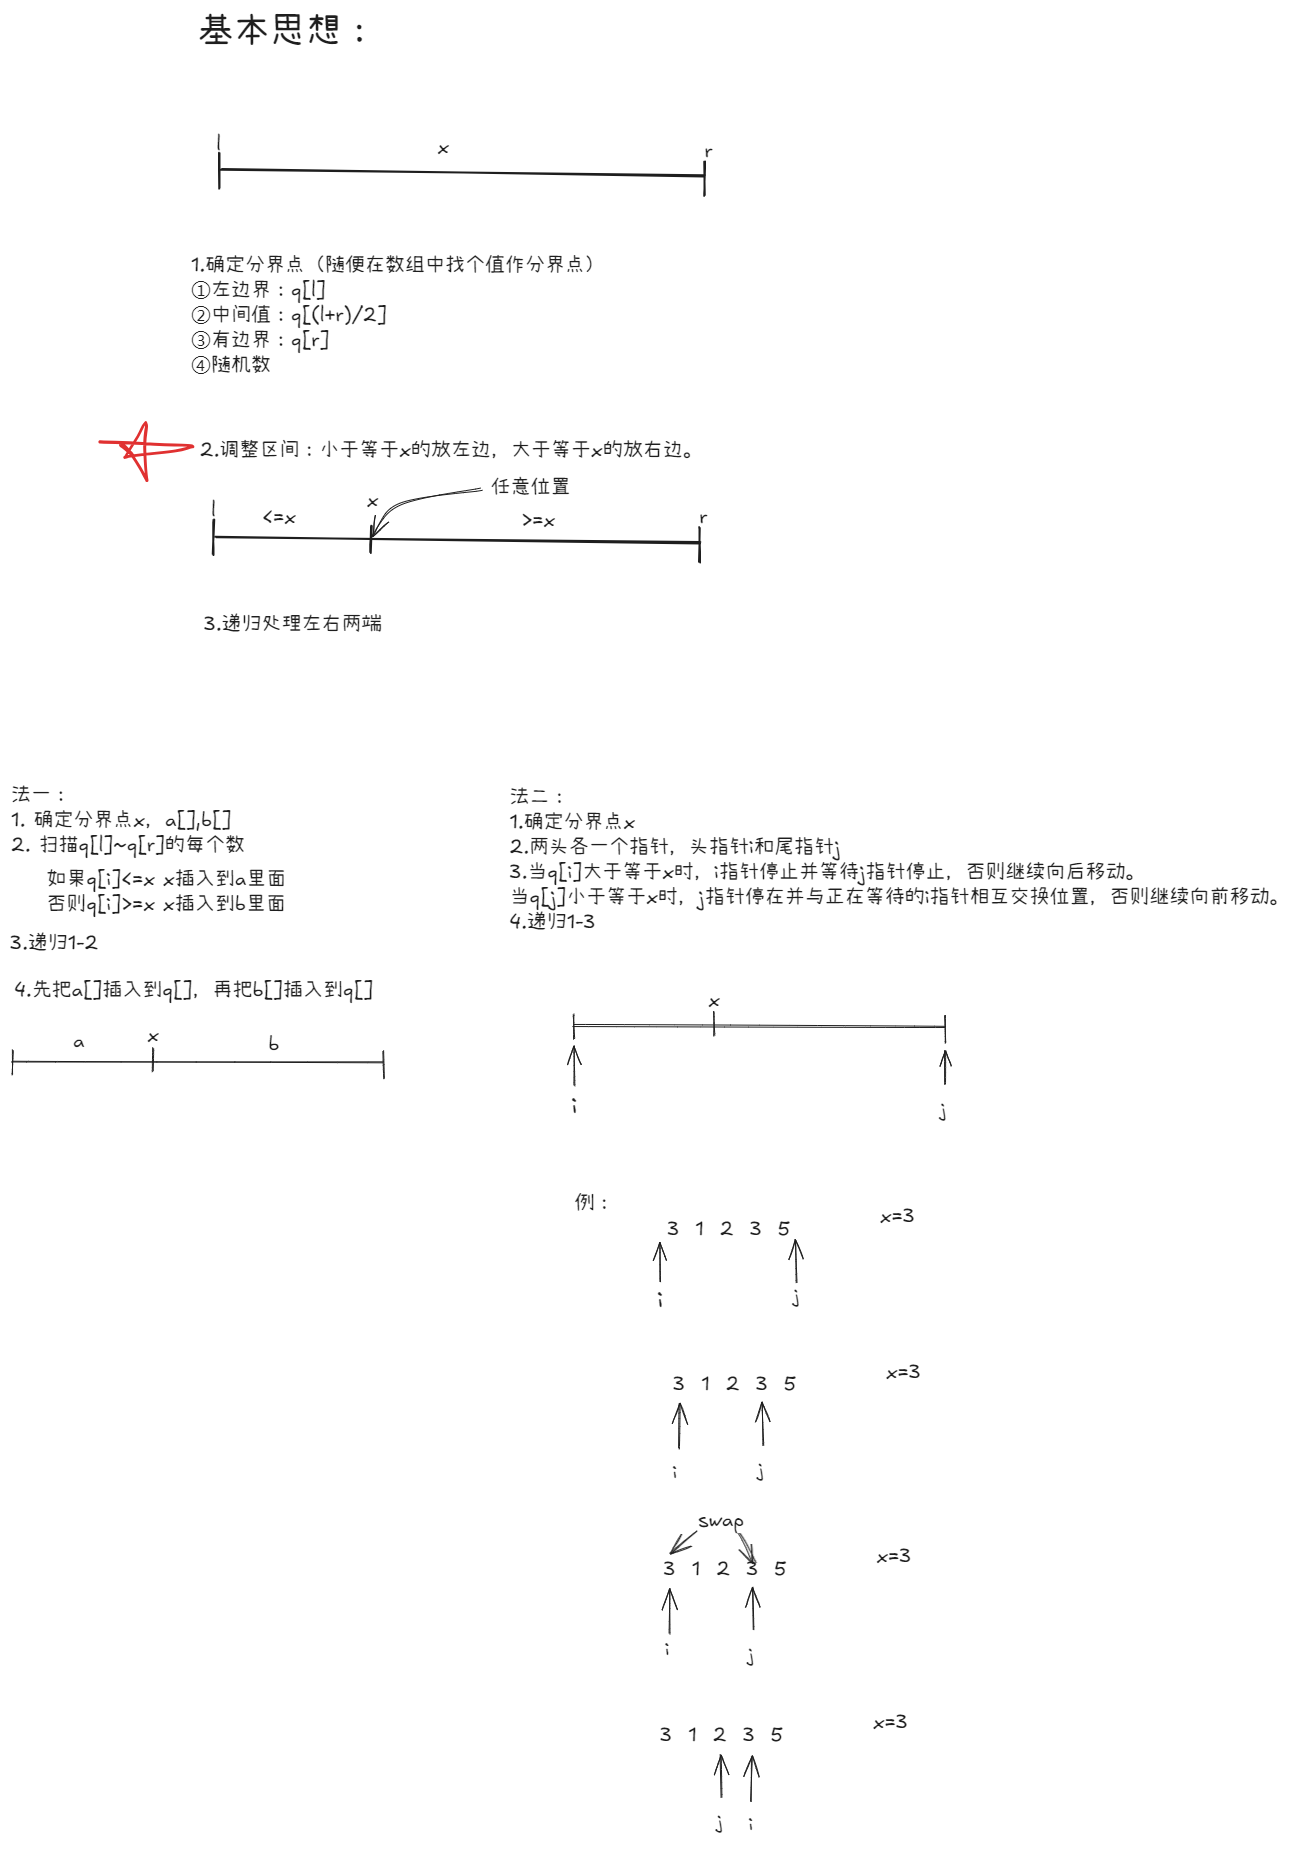 基本思想：
l x r
1.确定分界点（随便在数组中找个值作分界点）
①左边界：q[l]
②中间值：q[(l+r)/2]
③有边界：q[r]
④随机数
2.调整区间：小于等于x的放左边，大于等于x的放右边。
任意位置
l <=x x >=x r
3.递归处理左右两端
法一：
1. 确定分界点x，a[],b[]
2. 扫描q[l]~q[r]的每个数
如果q[i]<=x x插入到a里面
否则q[i]>=x x插入到b里面
3.递归1-2
4.先把a[]插入到q[]，再把b[]插入到q[]
a x b
法二：
1.确定分界点x
2.两头各一个指针，头指针i和尾指针j
3.当q[i]大于等于x时，i指针停止并等待j指针停止，否则继续向后移动。
当q[j]小于等于x时，j指针停在并与正在等待的i指针相互交换位置，否则继续向前移动。
4.递归1-3
x
i j
例：
3 1 2 3 5 x=3
i j
3 1 2 3 5 x=3
i j
swap
3 1 2 3 5 x=3
i j
3 1 2 3 5 x=3
j i